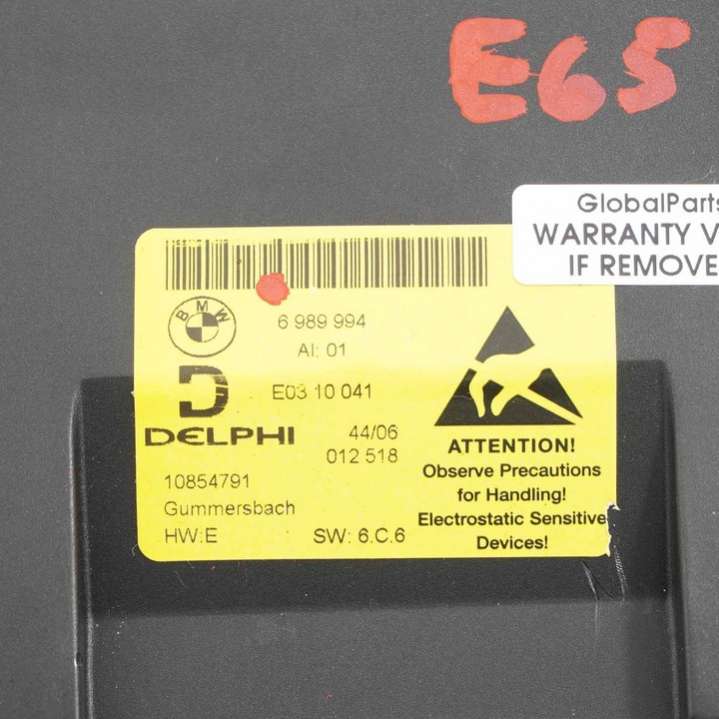 E65
GlobalParts
WARRANTY V
IF REMOVE
BMW
6 989 994
AI: 01
E03 10 041
DELPHI
44/06
012 518
10854791
Gummersbach
HW:E SW: 6.C.6
ATTENTION!
Observe Precautions
for Handling!
Electrostatic Sensitive
Devices!